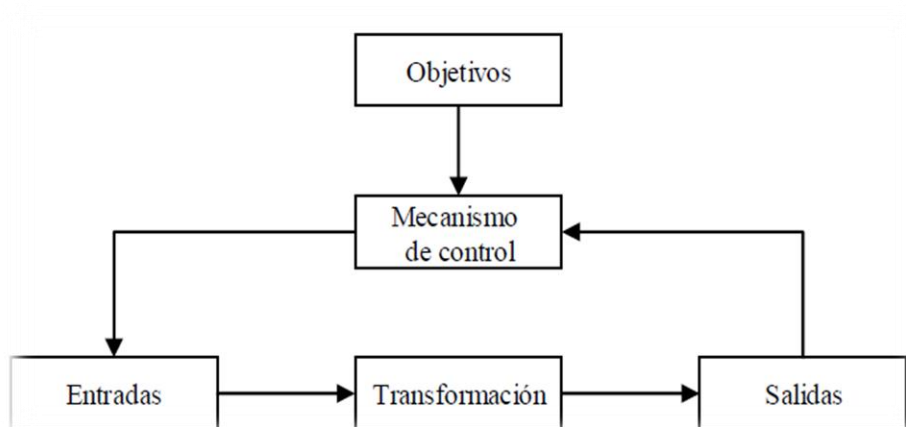 Objetivos
Mecanismo
de control
Entradas
Transformación
Salidas